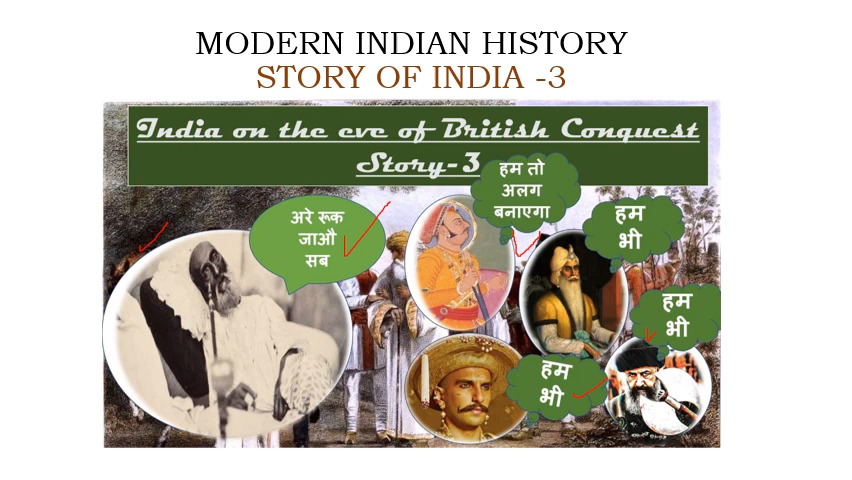 MODERN INDIAN HISTORY
STORY OF INDIA -3
India on the eve of British Conquest
Story-3
हम तो
अलग
बनाएगा
अरे रूक
जाऔ
सब
हम
भी
हम
भी
हम
भी